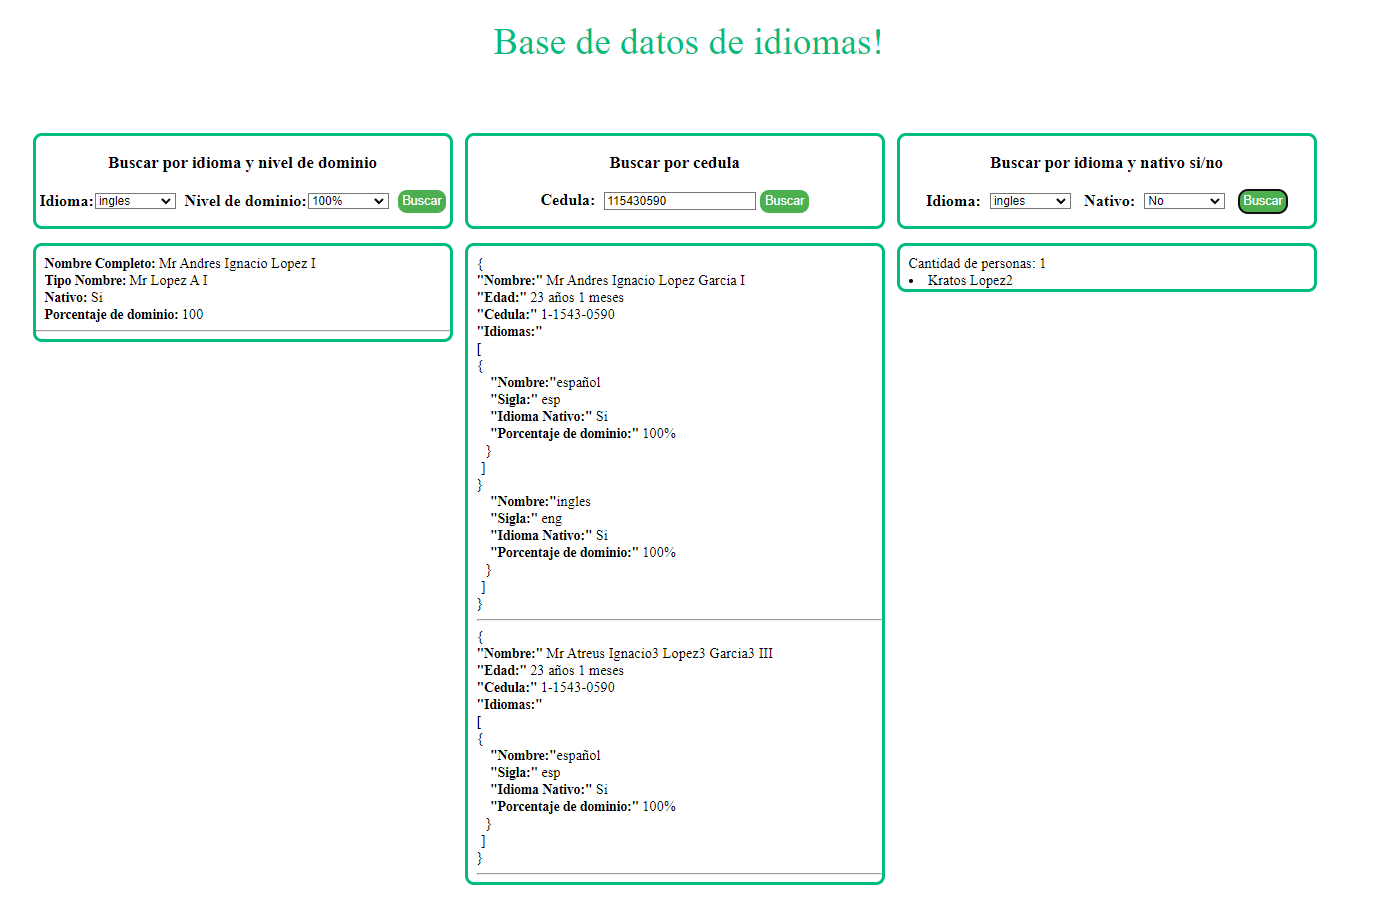 Base de datos de idiomas!
Buscar por idioma y nivel de dominio
Idioma: ingles Nivel de dominio: 100% Buscar
Nombre Completo: Mr Andres Ignacio Lopez I
Tipo Nombre: Mr Lopez A I
Nativo: Si
Porcentaje de dominio: 100
Buscar por cedula
Cedula: 115430590 Buscar
{
"Nombre:" Mr Andres Ignacio Lopez Garcia I
"Edad:" 23 años 1 meses
"Cedula:" 1-1543-0590
"Idiomas:"
[
{
"Nombre:"español
"Sigla:" esp
"Idioma Nativo:" Si
"Porcentaje de dominio:" 100%
}
]
}
"Nombre:"ingles
"Sigla:" eng
"Idioma Nativo:" Si
"Porcentaje de dominio:" 100%
}
]
}
{
"Nombre:" Mr Atreus Ignacio3 Lopez3 Garcia3 III
"Edad:" 23 años 1 meses
"Cedula:" 1-1543-0590
"Idiomas:"
[
{
"Nombre:"español
"Sigla:" esp
"Idioma Nativo:" Si
"Porcentaje de dominio:" 100%
}
]
}
Buscar por idioma y nativo si/no
Idioma: ingles Nativo: No Buscar
Cantidad de personas: 1
• Kratos Lopez2